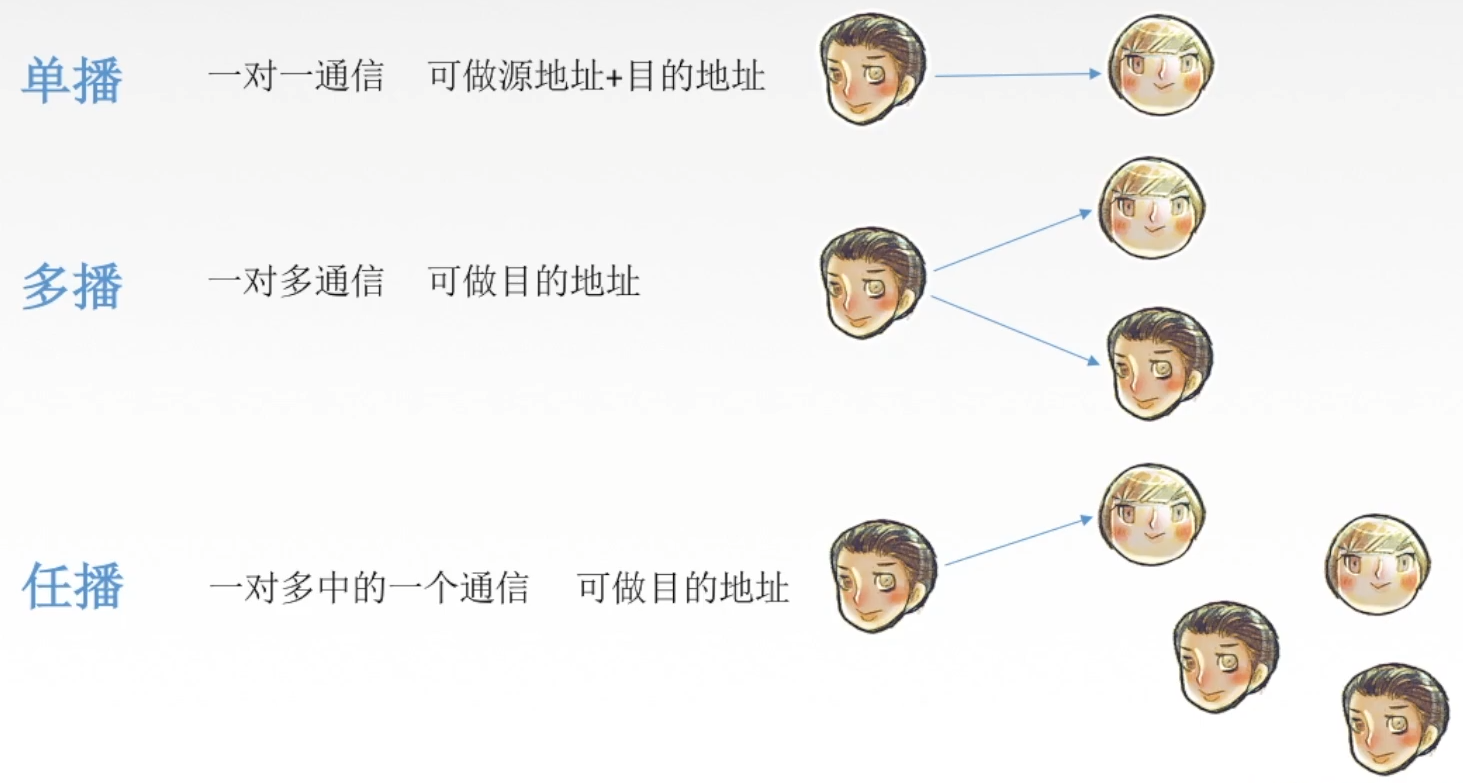 单播 一对一通信 可做源地址+目的地址
多播 一对多通信 可做目的地址
任播 一对多中的一个通信 可做目的地址